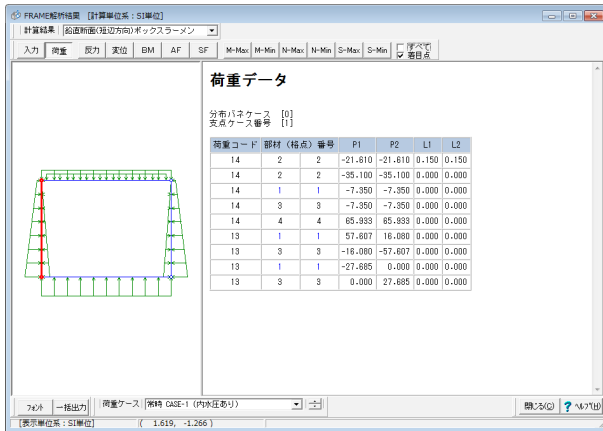 FRAME解析結果 [計算単位系：SI単位]
計算結果 鉛直断面(短辺方向)ボックスラーメン
入力 荷重 反力 変位 BM AF SF M-Max M-Min N-Max N-Min S-Max S-Min すべて 着目点
荷重データ
分布バネケース [0]
支点ケース番号 [1]
荷重コード 部材（格点）番号 P1 P2 L1 L2
14 2 2 -21.610 -21.610 0.150 0.150
14 2 2 -35.100 -35.100 0.000 0.000
14 1 1 -7.350 -7.350 0.000 0.000
14 3 3 -7.350 -7.350 0.000 0.000
14 4 4 65.933 65.933 0.000 0.000
13 1 1 57.607 16.080 0.000 0.000
13 3 3 -16.080 -57.607 0.000 0.000
13 1 1 -27.685 0.000 0.000 0.000
13 3 3 0.000 27.685 0.000 0.000
フォント 一括出力 荷重ケース 常時 CASE-1（内水圧あり） 閉じる(C) ? ヘルプ(H)
[表示単位系：SI単位] ( 1.619, -1.266 )